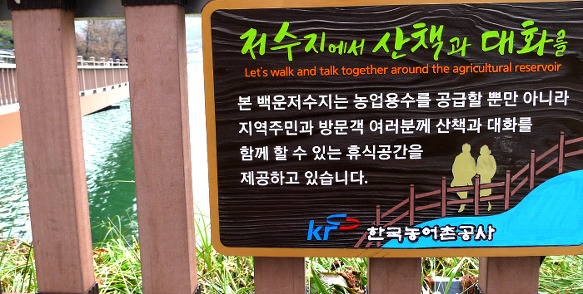 저수지에서 산책과 대화를
Let's walk and talk together around the agricultural reservoir
본 백운저수지는 농업용수를 공급할 뿐만 아니라
지역주민과 방문객 여러분께 산책과 대화를
함께 할 수 있는 휴식공간을
제공하고 있습니다.
KR 한국농어촌공사